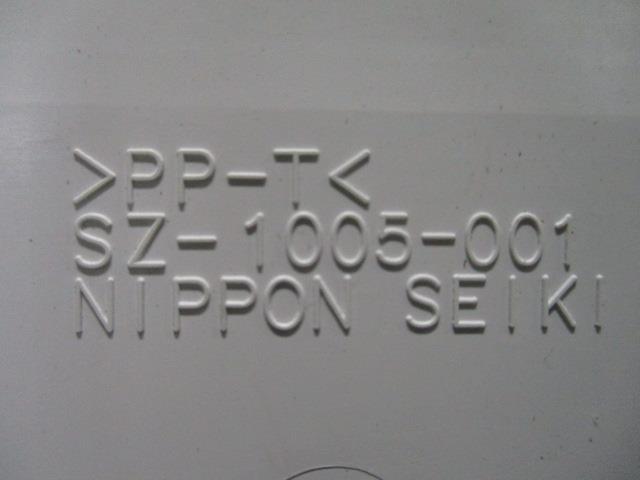 >PP-T<
SZ-1005-001
NIPPON SEIKI